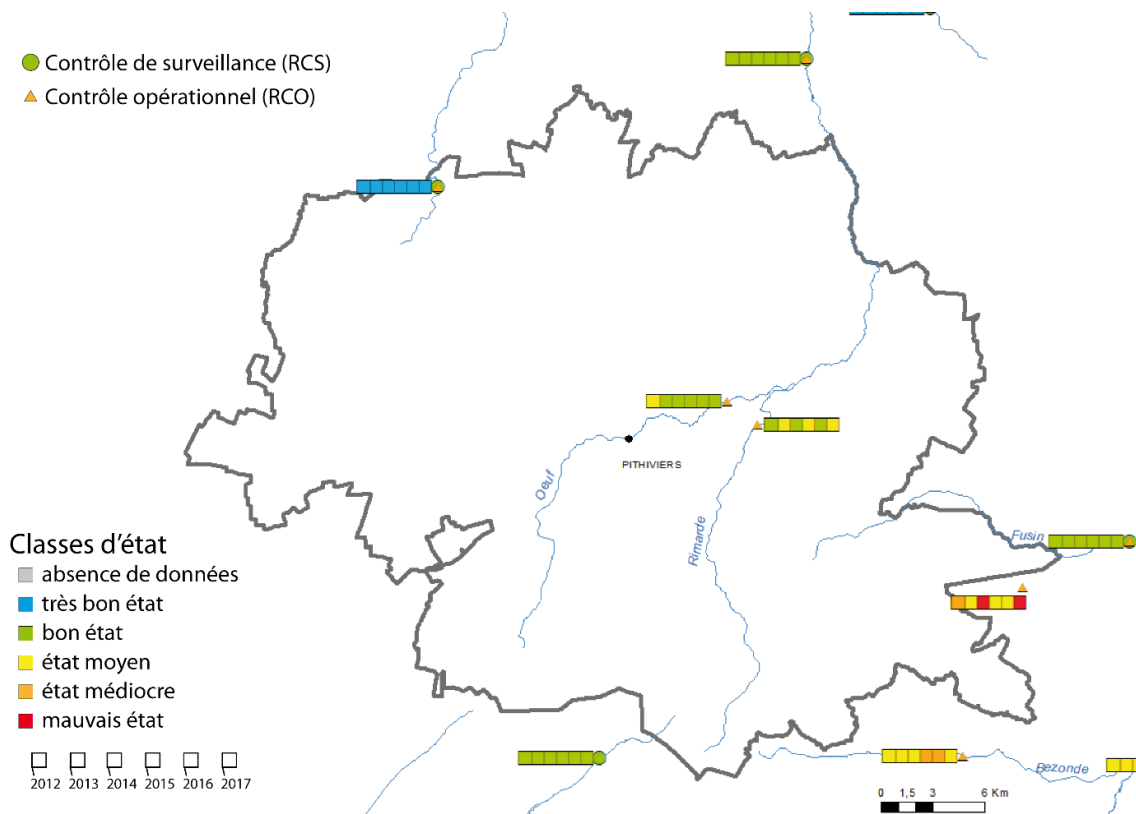 Contrôle de surveillance (RCS)
Contrôle opérationnel (RCO)
PITHIVIERS
Oeuf
Rimarde
Fusin
Classes d'état
absence de données
très bon état
bon état
état moyen
état médiocre
mauvais état
2012 2013 2014 2015 2016 2017
Bezonde
0 1,5 3 6 Km